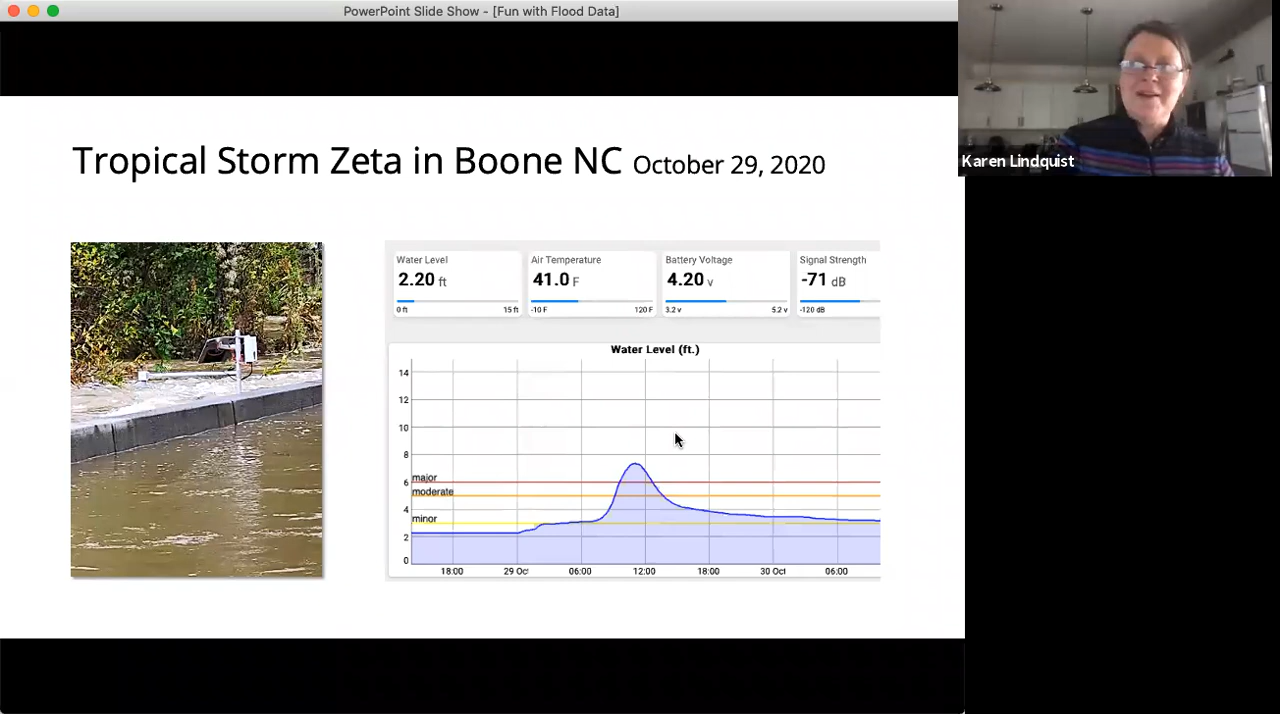 PowerPoint Slide Show - [Fun with Flood Data]
Karen Lindquist
Tropical Storm Zeta in Boone NC October 29, 2020
Water Level
2.20 ft
0 ft 15 ft
Air Temperature
41.0 F
-10 F 120 F
Battery Voltage
4.20 v
3.2 v 5.2 v
Signal Strength
-71 dB
-120 dB
Water Level (ft.)
14
12
10
8
major
6
moderate
4
minor
2
0
18:00 29 Oct 06:00 12:00 18:00 30 Oct 06:00